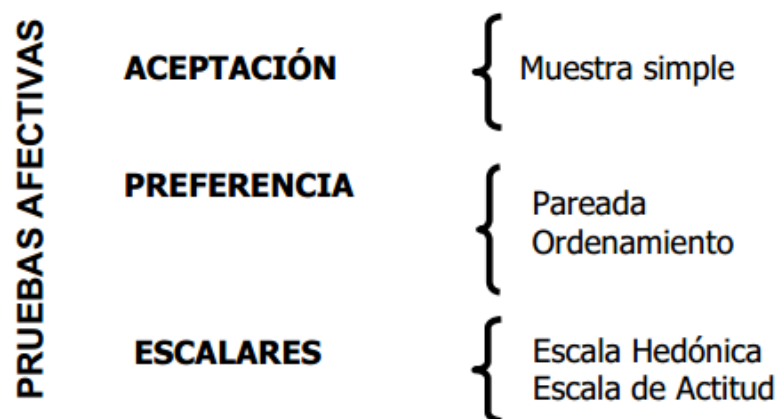 PRUEBAS AFECTIVAS
ACEPTACIÓN
Muestra simple
PREFERENCIA
Pareada
Ordenamiento
ESCALARES
Escala Hedónica
Escala de Actitud